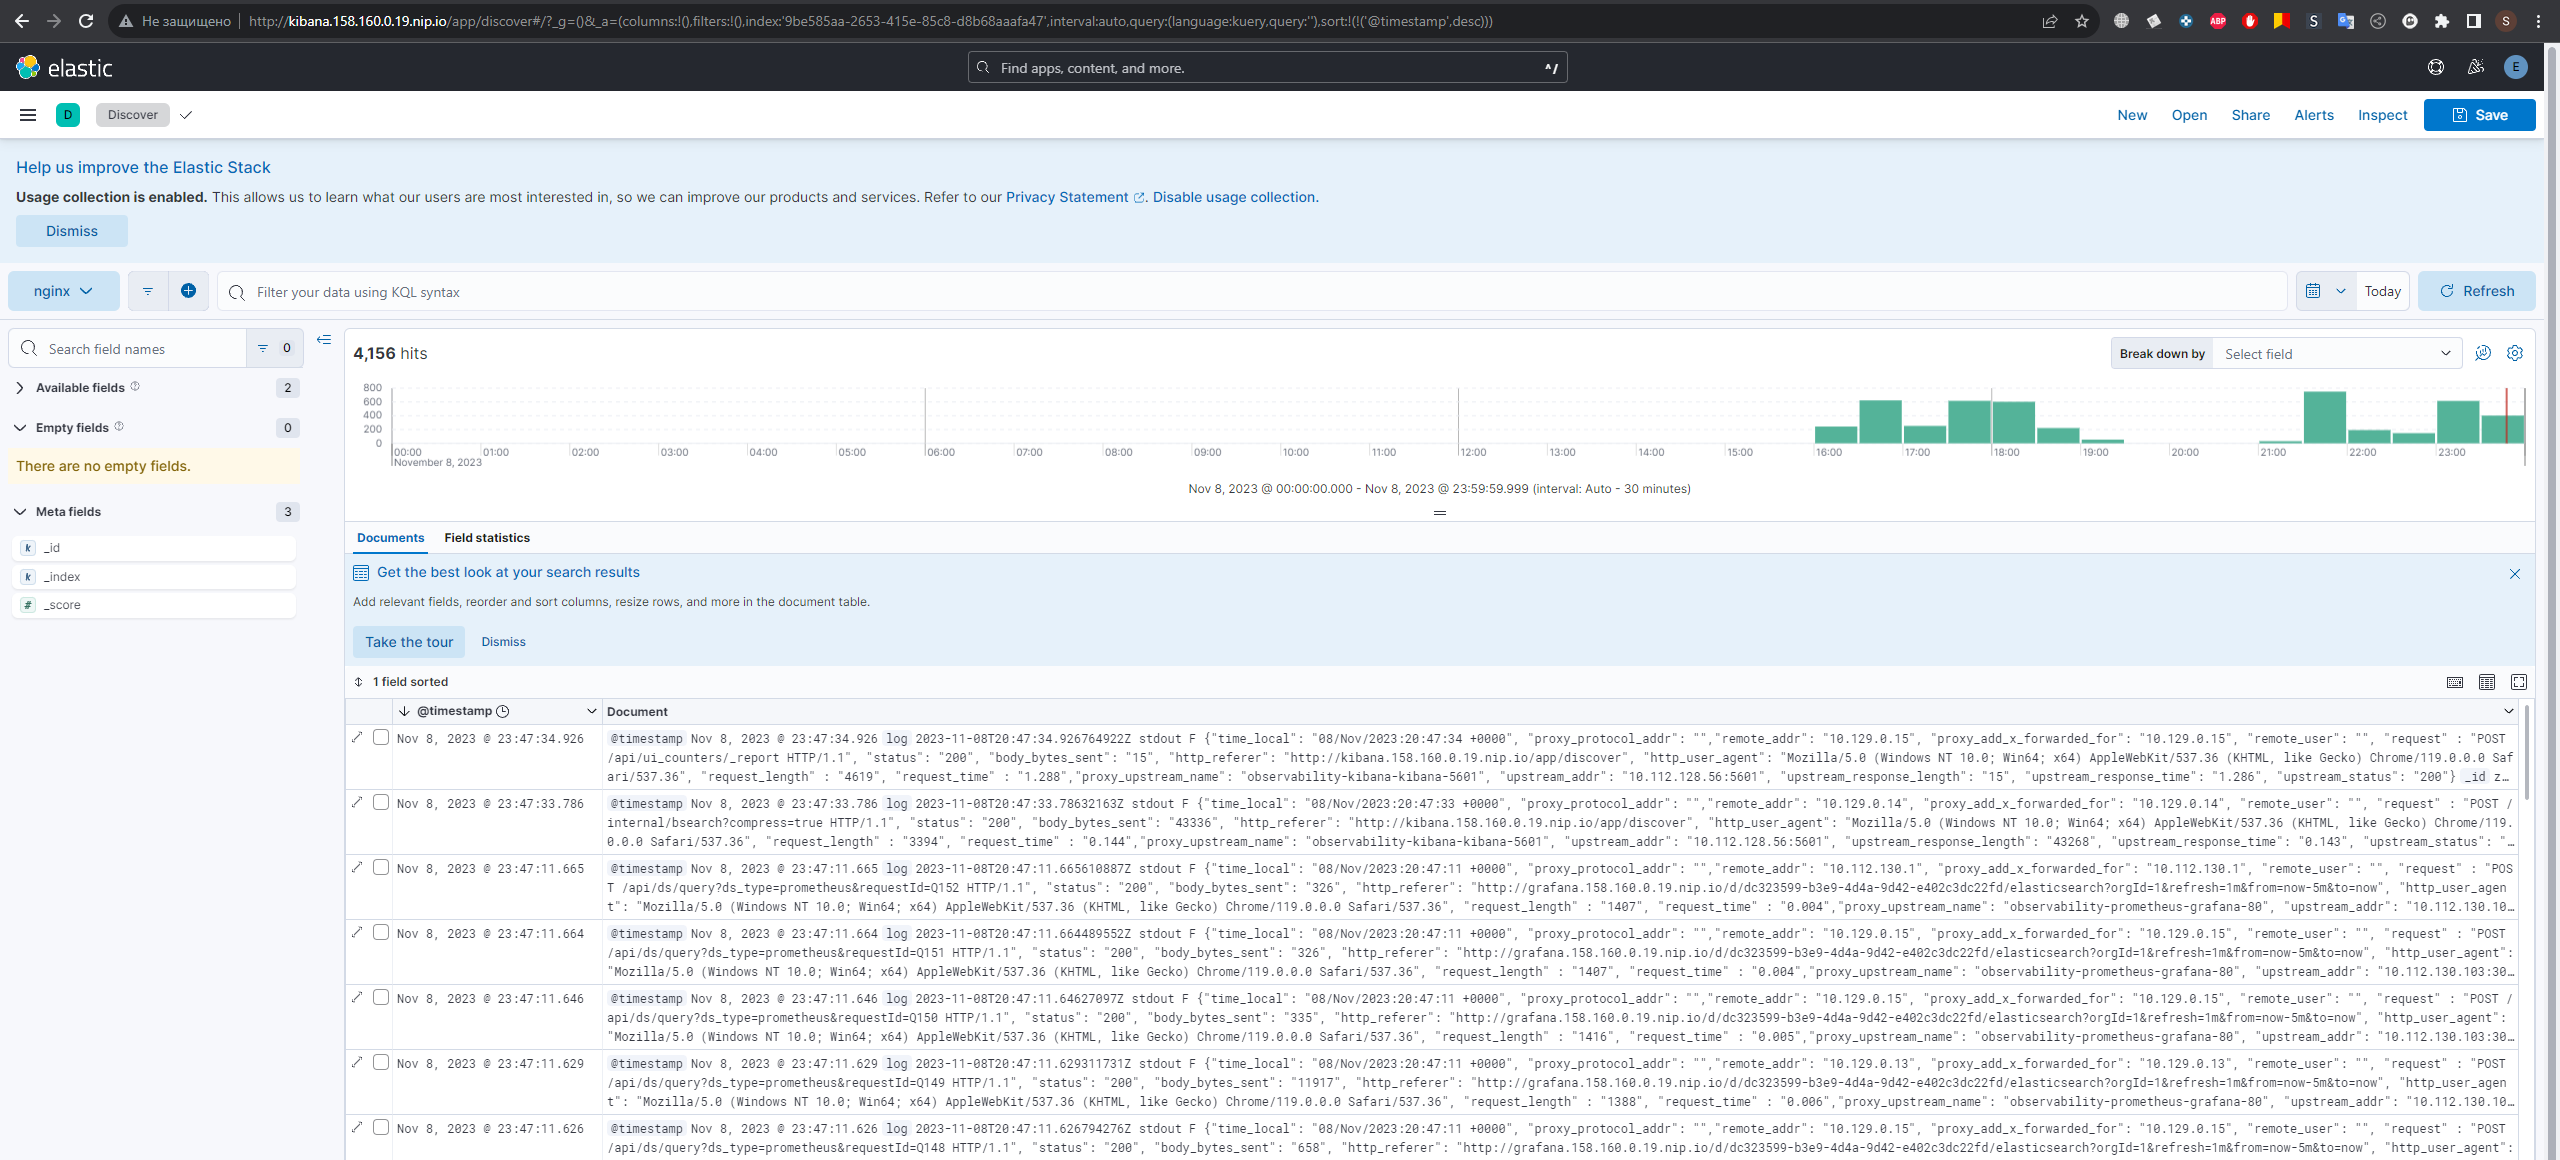 Не защищено
http://kibana.158.160.0.19.nip.io/app/discover#/?_g=()&_a=(columns:!(),filters:!(),index:'9be585aa-2653-415e-85c8-d8b68aaafa47',interval:auto,query:(language:kuery,query:''),sort:!(!('@timestamp',desc)))
ABP
S
S
elastic
Find apps, content, and more.
^/
E
D
Discover
New
Open
Share
Alerts
Inspect
Save
Help us improve the Elastic Stack
Usage collection is enabled. This allows us to learn what our users are most interested in, so we can improve our products and services. Refer to our Privacy Statement. Disable usage collection.
Dismiss
nginx
Filter your data using KQL syntax
Today
Refresh
Search field names
0
Available fields
2
Empty fields
0
There are no empty fields.
Meta fields
3
k _id
k _index
# _score
4,156 hits
Break down by
Select field
800
600
400
200
0
00:00 01:00 02:00 03:00 04:00 05:00 06:00 07:00 08:00 09:00 10:00 11:00 12:00 13:00 14:00 15:00 16:00 17:00 18:00 19:00 20:00 21:00 22:00 23:00
November 8, 2023
Nov 8, 2023 @ 00:00:00.000 - Nov 8, 2023 @ 23:59:59.999 (interval: Auto - 30 minutes)
Documents
Field statistics
Get the best look at your search results
Add relevant fields, reorder and sort columns, resize rows, and more in the document table.
Take the tour
Dismiss
1 field sorted
@timestamp
Document
Nov 8, 2023 @ 23:47:34.926
@timestamp Nov 8, 2023 @ 23:47:34.926 log 2023-11-08T20:47:34.926764922Z stdout F {"time_local": "08/Nov/2023:20:47:34 +0000", "proxy_protocol_addr": "","remote_addr": "10.129.0.15", "proxy_add_x_forwarded_for": "10.129.0.15", "remote_user": "", "request" : "POST
/api/ui_counters/_report HTTP/1.1", "status": "200", "body_bytes_sent": "15", "http_referer": "http://kibana.158.160.0.19.nip.io/app/discover", "http_user_agent": "Mozilla/5.0 (Windows NT 10.0; Win64; x64) AppleWebKit/537.36 (KHTML, like Gecko) Chrome/119.0.0.0 Saf
ari/537.36", "request_length" : "4619", "request_time" : "1.288","proxy_upstream_name": "observability-kibana-kibana-5601", "upstream_addr": "10.112.128.56:5601", "upstream_response_length": "15", "upstream_response_time": "1.286", "upstream_status": "200"} _id z…
Nov 8, 2023 @ 23:47:33.786
@timestamp Nov 8, 2023 @ 23:47:33.786 log 2023-11-08T20:47:33.78632163Z stdout F {"time_local": "08/Nov/2023:20:47:33 +0000", "proxy_protocol_addr": "","remote_addr": "10.129.0.14", "proxy_add_x_forwarded_for": "10.129.0.14", "remote_user": "", "request" : "POST /
internal/bsearch?compress=true HTTP/1.1", "status": "200", "body_bytes_sent": "43336", "http_referer": "http://kibana.158.160.0.19.nip.io/app/discover", "http_user_agent": "Mozilla/5.0 (Windows NT 10.0; Win64; x64) AppleWebKit/537.36 (KHTML, like Gecko) Chrome/119.
0.0.0 Safari/537.36", "request_length" : "3394", "request_time" : "0.144","proxy_upstream_name": "observability-kibana-kibana-5601", "upstream_addr": "10.112.128.56:5601", "upstream_response_length": "43268", "upstream_response_time": "0.143", "upstream_status": "…
Nov 8, 2023 @ 23:47:11.665
@timestamp Nov 8, 2023 @ 23:47:11.665 log 2023-11-08T20:47:11.665610887Z stdout F {"time_local": "08/Nov/2023:20:47:11 +0000", "proxy_protocol_addr": "","remote_addr": "10.112.130.1", "proxy_add_x_forwarded_for": "10.112.130.1", "remote_user": "", "request" : "POS
T /api/ds/query?ds_type=prometheus&requestId=Q152 HTTP/1.1", "status": "200", "body_bytes_sent": "326", "http_referer": "http://grafana.158.160.0.19.nip.io/d/dc323599-b3e9-4d4a-9d42-e402c3dc22fd/elasticsearch?orgId=1&refresh=1m&from=now-5m&to=now", "http_user_agen
t": "Mozilla/5.0 (Windows NT 10.0; Win64; x64) AppleWebKit/537.36 (KHTML, like Gecko) Chrome/119.0.0.0 Safari/537.36", "request_length" : "1407", "request_time" : "0.004","proxy_upstream_name": "observability-prometheus-grafana-80", "upstream_addr": "10.112.130.10…
Nov 8, 2023 @ 23:47:11.664
@timestamp Nov 8, 2023 @ 23:47:11.664 log 2023-11-08T20:47:11.664489552Z stdout F {"time_local": "08/Nov/2023:20:47:11 +0000", "proxy_protocol_addr": "","remote_addr": "10.129.0.15", "proxy_add_x_forwarded_for": "10.129.0.15", "remote_user": "", "request" : "POST
/api/ds/query?ds_type=prometheus&requestId=Q151 HTTP/1.1", "status": "200", "body_bytes_sent": "326", "http_referer": "http://grafana.158.160.0.19.nip.io/d/dc323599-b3e9-4d4a-9d42-e402c3dc22fd/elasticsearch?orgId=1&refresh=1m&from=now-5m&to=now", "http_user_agent":
"Mozilla/5.0 (Windows NT 10.0; Win64; x64) AppleWebKit/537.36 (KHTML, like Gecko) Chrome/119.0.0.0 Safari/537.36", "request_length" : "1407", "request_time" : "0.004","proxy_upstream_name": "observability-prometheus-grafana-80", "upstream_addr": "10.112.130.103:30…
Nov 8, 2023 @ 23:47:11.646
@timestamp Nov 8, 2023 @ 23:47:11.646 log 2023-11-08T20:47:11.64627097Z stdout F {"time_local": "08/Nov/2023:20:47:11 +0000", "proxy_protocol_addr": "","remote_addr": "10.129.0.15", "proxy_add_x_forwarded_for": "10.129.0.15", "remote_user": "", "request" : "POST /
api/ds/query?ds_type=prometheus&requestId=Q150 HTTP/1.1", "status": "200", "body_bytes_sent": "335", "http_referer": "http://grafana.158.160.0.19.nip.io/d/dc323599-b3e9-4d4a-9d42-e402c3dc22fd/elasticsearch?orgId=1&refresh=1m&from=now-5m&to=now", "http_user_agent":
"Mozilla/5.0 (Windows NT 10.0; Win64; x64) AppleWebKit/537.36 (KHTML, like Gecko) Chrome/119.0.0.0 Safari/537.36", "request_length" : "1416", "request_time" : "0.005","proxy_upstream_name": "observability-prometheus-grafana-80", "upstream_addr": "10.112.130.103:30…
Nov 8, 2023 @ 23:47:11.629
@timestamp Nov 8, 2023 @ 23:47:11.629 log 2023-11-08T20:47:11.629311731Z stdout F {"time_local": "08/Nov/2023:20:47:11 +0000", "proxy_protocol_addr": "","remote_addr": "10.129.0.13", "proxy_add_x_forwarded_for": "10.129.0.13", "remote_user": "", "request" : "POST
/api/ds/query?ds_type=prometheus&requestId=Q149 HTTP/1.1", "status": "200", "body_bytes_sent": "11917", "http_referer": "http://grafana.158.160.0.19.nip.io/d/dc323599-b3e9-4d4a-9d42-e402c3dc22fd/elasticsearch?orgId=1&refresh=1m&from=now-5m&to=now", "http_user_agen
t": "Mozilla/5.0 (Windows NT 10.0; Win64; x64) AppleWebKit/537.36 (KHTML, like Gecko) Chrome/119.0.0.0 Safari/537.36", "request_length" : "1388", "request_time" : "0.006","proxy_upstream_name": "observability-prometheus-grafana-80", "upstream_addr": "10.112.130.10…
Nov 8, 2023 @ 23:47:11.626
@timestamp Nov 8, 2023 @ 23:47:11.626 log 2023-11-08T20:47:11.626794276Z stdout F {"time_local": "08/Nov/2023:20:47:11 +0000", "proxy_protocol_addr": "","remote_addr": "10.129.0.15", "proxy_add_x_forwarded_for": "10.129.0.15", "remote_user": "", "request" : "POST
/api/ds/query?ds_type=prometheus&requestId=Q148 HTTP/1.1", "status": "200", "body_bytes_sent": "658", "http_referer": "http://grafana.158.160.0.19.nip.io/d/dc323599-b3e9-4d4a-9d42-e402c3dc22fd/elasticsearch?orgId=1&refresh=1m&from=now-5m&to=now", "http_user_agent":